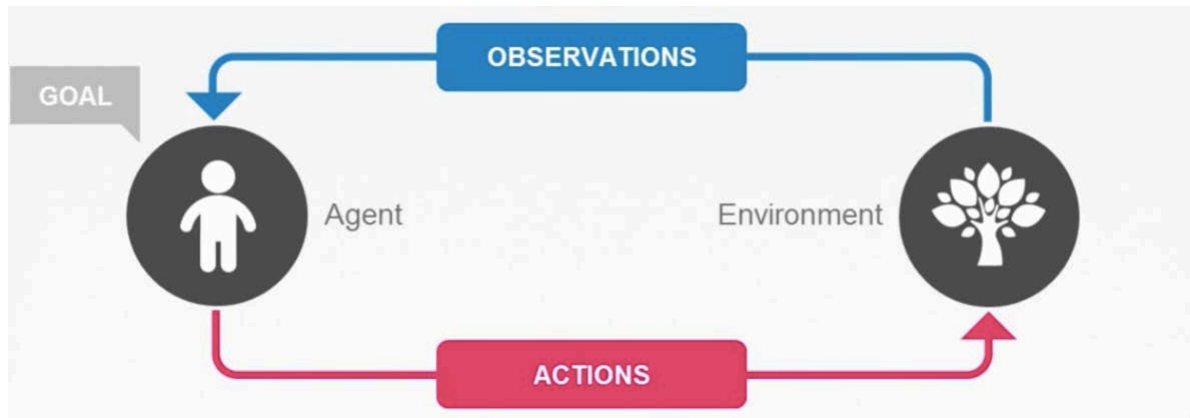 OBSERVATIONS
GOAL
Agent
Environment
ACTIONS